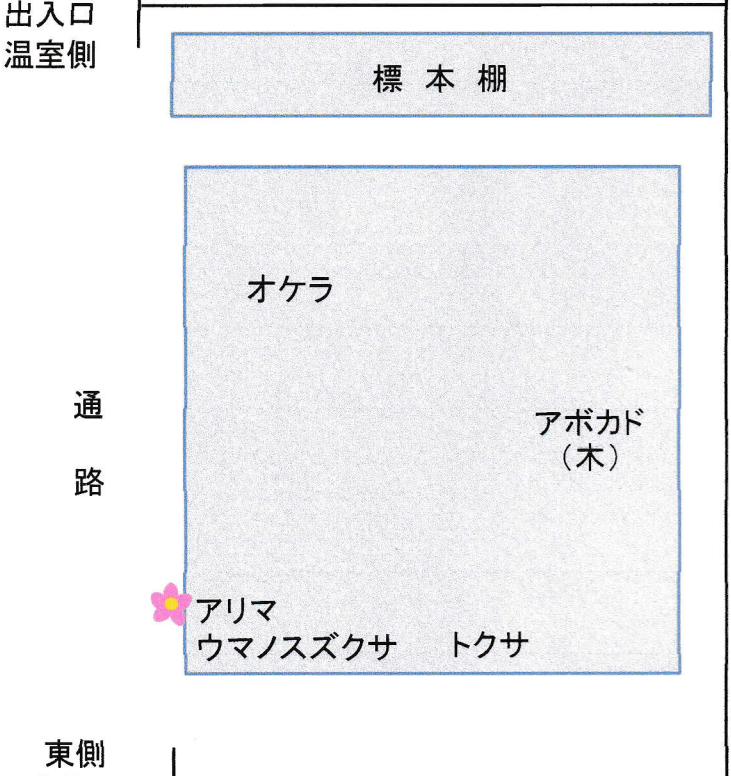 出入口
温室側
標本棚
オケラ
通
路
アボカド
(木)
アリマ
ウマノスズクサ
トクサ
東側